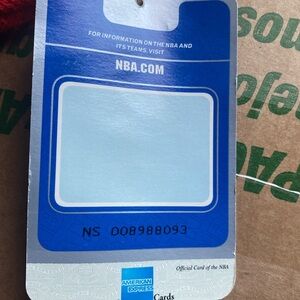 FOR INFORMATION ON THE NBA AND
ITS TEAMS, VISIT
NBA.COM
NS 008988093
Official Card of the NBA
AMERICAN
EXPRESS
Cards